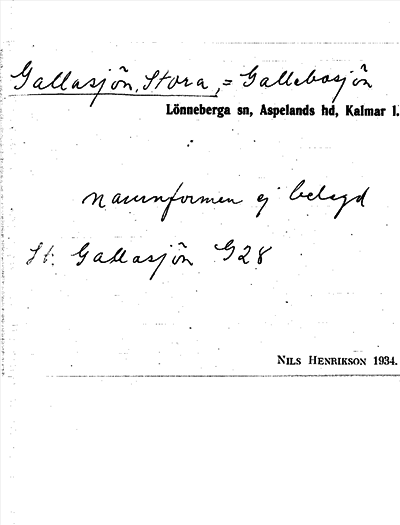 Gallasjön, Stora, = Gallebosjön
Lönneberga sn, Aspelands hd, Kalmar l.
namnformen ej belagd
St. Gallasjön G28
NILS HENRIKSON 1934.